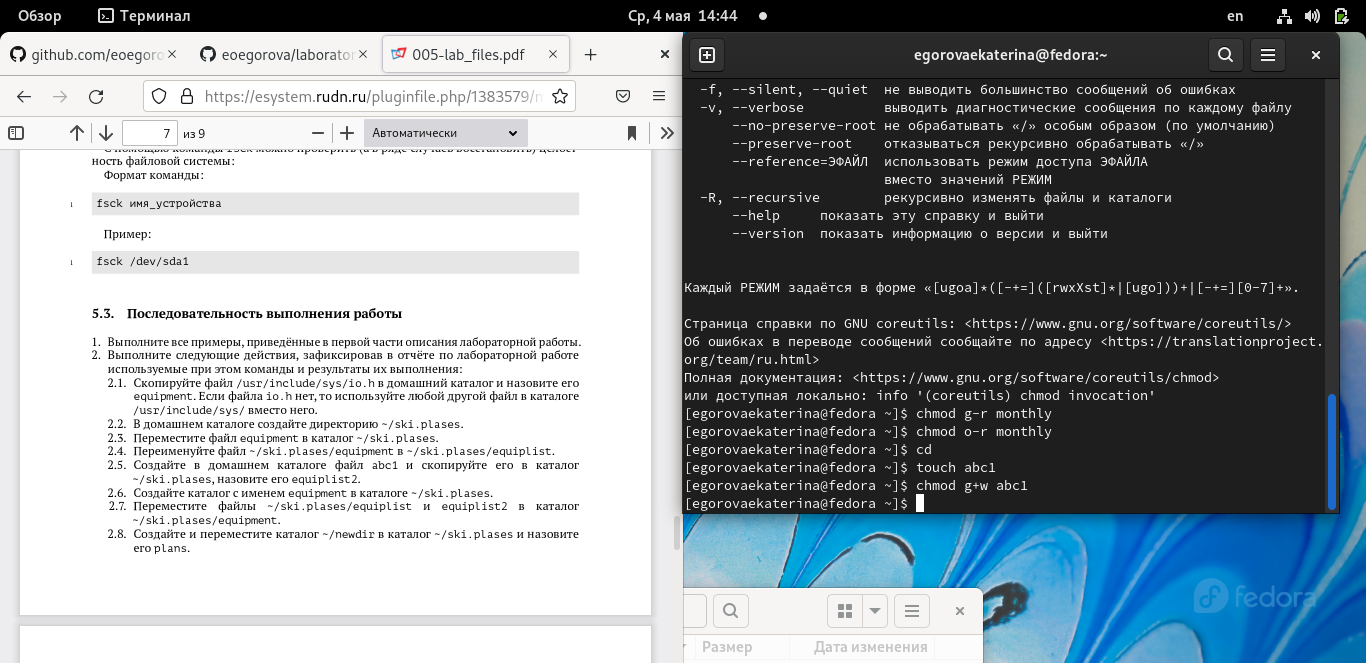 Обзор
Терминал
Ср, 4 мая 14:44
en
github.com/eoegoro
eoegorova/laborator
005-lab_files.pdf
https://esystem.rudn.ru/pluginfile.php/1383579/m
7 из 9
Автоматически
ность файловой системы:
Формат команды:
1 fsck имя_устройства
Пример:
1 fsck /dev/sda1
5.3. Последовательность выполнения работы
1. Выполните все примеры, приведённые в первой части описания лабораторной работы.
2. Выполните следующие действия, зафиксировав в отчёте по лабораторной работе
используемые при этом команды и результаты их выполнения:
2.1. Скопируйте файл /usr/include/sys/io.h в домашний каталог и назовите его
equipment. Если файла io.h нет, то используйте любой другой файл в каталоге
/usr/include/sys/ вместо него.
2.2. В домашнем каталоге создайте директорию ~/ski.plases.
2.3. Переместите файл equipment в каталог ~/ski.plases.
2.4. Переименуйте файл ~/ski.plases/equipment в ~/ski.plases/equiplist.
2.5. Создайте в домашнем каталоге файл abc1 и скопируйте его в каталог
~/ski.plases, назовите его equiplist2.
2.6. Создайте каталог с именем equipment в каталоге ~/ski.plases.
2.7. Переместите файлы ~/ski.plases/equiplist и equiplist2 в каталог
~/ski.plases/equipment.
2.8. Создайте и переместите каталог ~/newdir в каталог ~/ski.plases и назовите
его plans.
egorovaekaterina@fedora:~
-f, --silent, --quiet не выводить большинство сообщений об ошибках
-v, --verbose выводить диагностические сообщения по каждому файлу
--no-preserve-root не обрабатывать «/» особым образом (по умолчанию)
--preserve-root отказываться рекурсивно обрабатывать «/»
--reference=ЭФАЙЛ использовать режим доступа ЭФАЙЛА
вместо значений РЕЖИМ
-R, --recursive рекурсивно изменять файлы и каталоги
--help показать эту справку и выйти
--version показать информацию о версии и выйти
Каждый РЕЖИМ задаётся в форме «[ugoa]*([-+=]([rwxXst]*|[ugo]))+|[-+=][0-7]+».
Страница справки по GNU coreutils: <https://www.gnu.org/software/coreutils/>
Об ошибках в переводе сообщений сообщайте по адресу <https://translationproject.
org/team/ru.html>
Полная документация: <https://www.gnu.org/software/coreutils/chmod>
или доступная локально: info '(coreutils) chmod invocation'
[egorovaekaterina@fedora ~]$ chmod g-r monthly
[egorovaekaterina@fedora ~]$ chmod o-r monthly
[egorovaekaterina@fedora ~]$ cd
[egorovaekaterina@fedora ~]$ touch abc1
[egorovaekaterina@fedora ~]$ chmod g+w abc1
[egorovaekaterina@fedora ~]$
fedora
Размер
Дата изменения